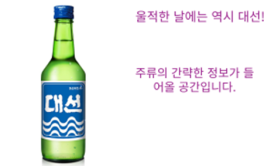 울적한 날에는 역시 대선!
대선
주류의 간략한 정보가 들
어올 공간입니다.